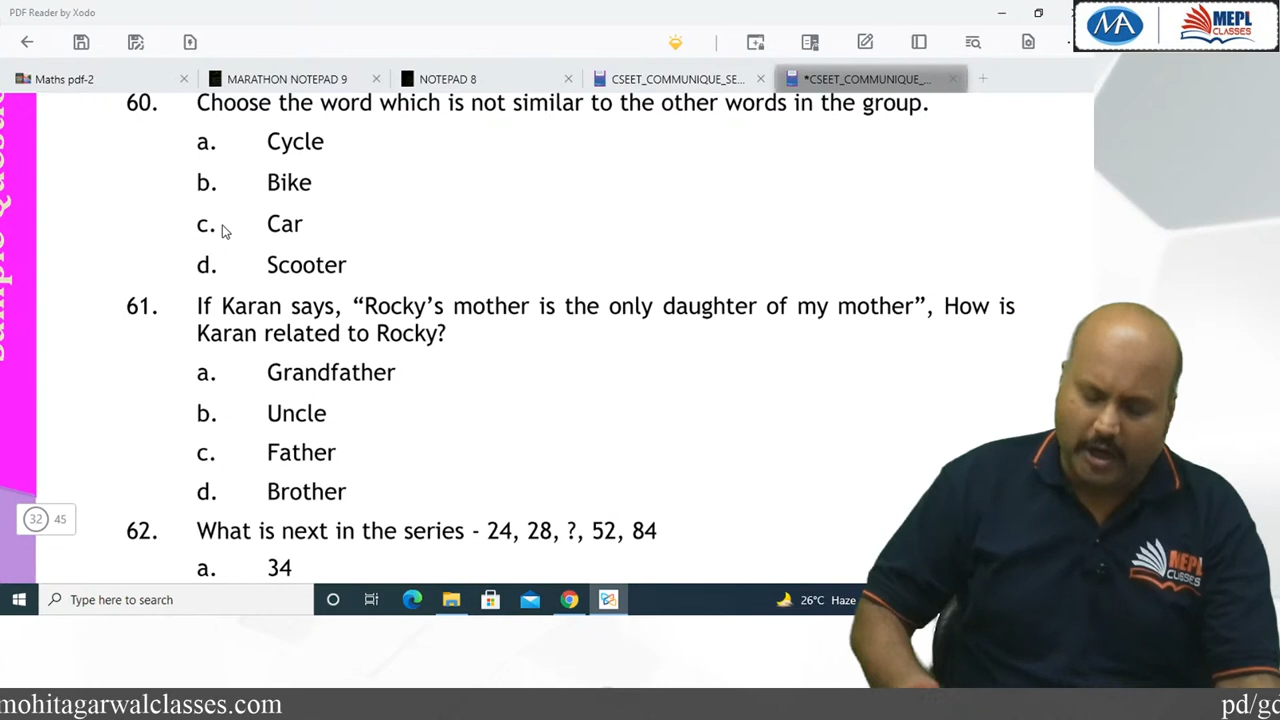 PDF Reader by Xodo
MA
MEPL
CLASSES
Maths pdf-2
MARATHON NOTEPAD 9
NOTEPAD 8
CSEET_COMMUNIQUE_SE...
*CSEET_COMMUNIQUE_...
60. Choose the word which is not similar to the other words in the group.
a. Cycle
b. Bike
c. Car
d. Scooter
61. If Karan says, “Rocky’s mother is the only daughter of my mother”, How is
Karan related to Rocky?
a. Grandfather
b. Uncle
c. Father
d. Brother
32 45
62. What is next in the series - 24, 28, ?, 52, 84
a. 34
MEPL
CLASSES
Type here to search
26°C Haze
mohitagarwalclasses.com
pd/gd